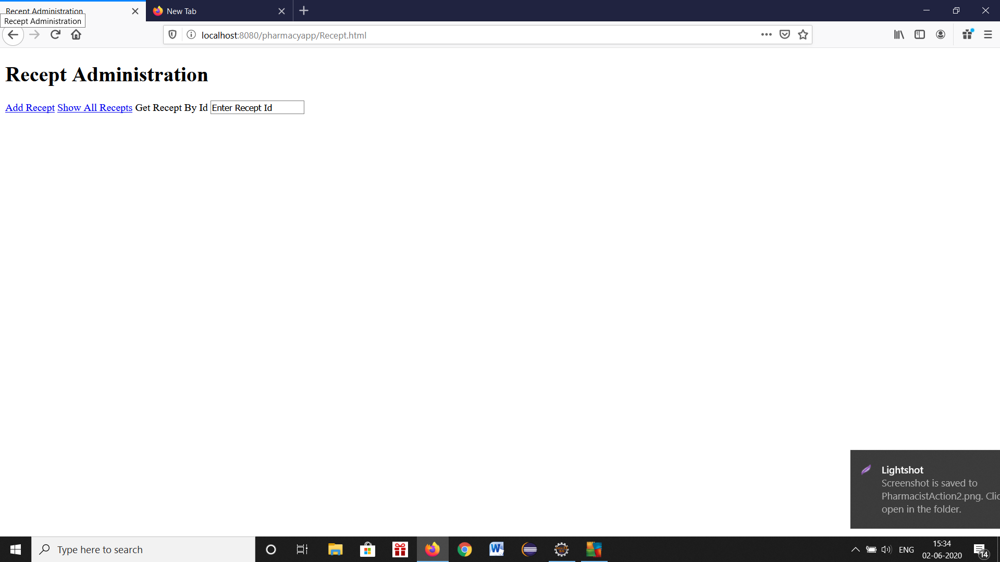 Recept Administration
New Tab
Recept Administration
localhost:8080/pharmacyapp/Recept.html
Recept Administration
Add Recept Show All Recepts Get Recept By Id Enter Recept Id
Lightshot
Screenshot is saved to
PharmacistAction2.png. Clic
open in the folder.
Type here to search
ENG
15:34
02-06-2020
14